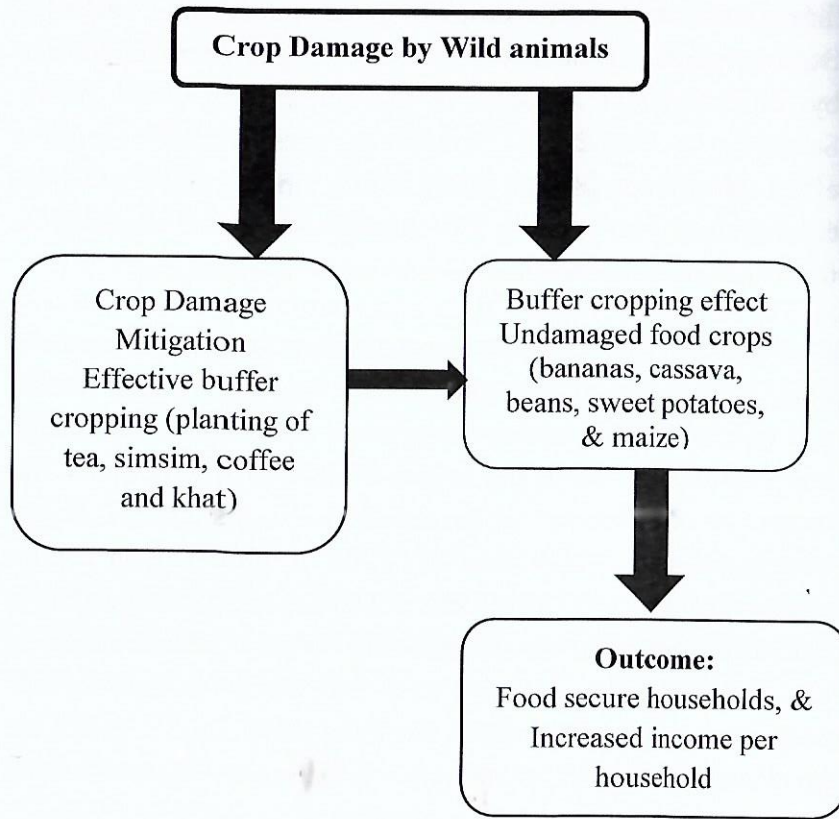 Crop Damage by Wild animals
Crop Damage
Mitigation
Effective buffer
cropping (planting of
tea, simsim, coffee
and khat)
Buffer cropping effect
Undamaged food crops
(bananas, cassava,
beans, sweet potatoes,
& maize)
Outcome:
Food secure households, &
Increased income per
household